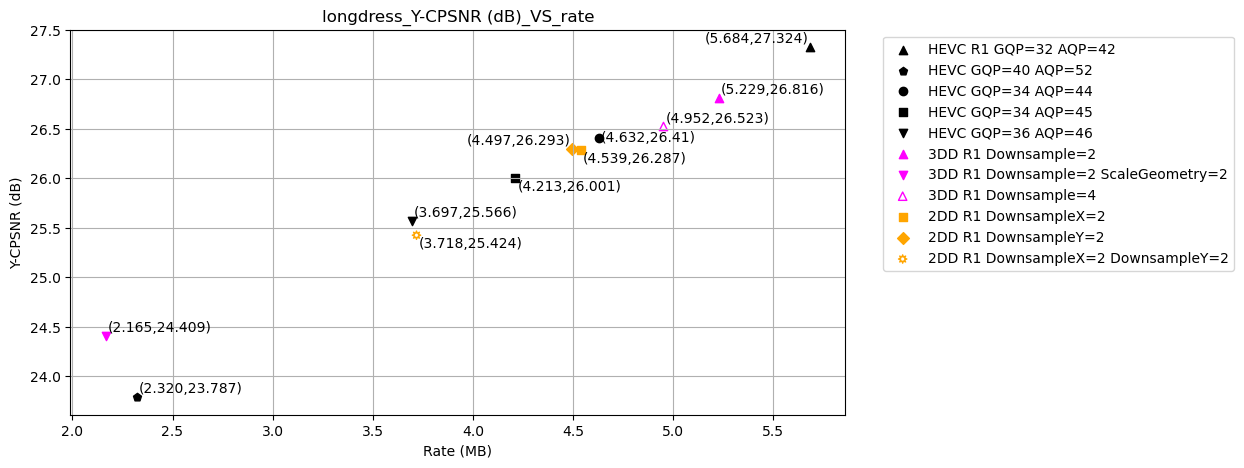 longdress_Y-CPSNR (dB)_VS_rate
27.5
27.0
26.5
26.0
25.5
25.0
24.5
24.0
Y-CPSNR (dB)
(5.684,27.324)
(5.229,26.816)
(4.952,26.523)
(4.497,26.293)
(4.632,26.41)
(4.539,26.287)
(4.213,26.001)
(3.697,25.566)
(3.718,25.424)
(2.165,24.409)
(2.320,23.787)
2.0
2.5
3.0
3.5
4.0
4.5
5.0
5.5
Rate (MB)
HEVC R1 GQP=32 AQP=42
HEVC GQP=40 AQP=52
HEVC GQP=34 AQP=44
HEVC GQP=34 AQP=45
HEVC GQP=36 AQP=46
3DD R1 Downsample=2
3DD R1 Downsample=2 ScaleGeometry=2
3DD R1 Downsample=4
2DD R1 DownsampleX=2
2DD R1 DownsampleY=2
2DD R1 DownsampleX=2 DownsampleY=2